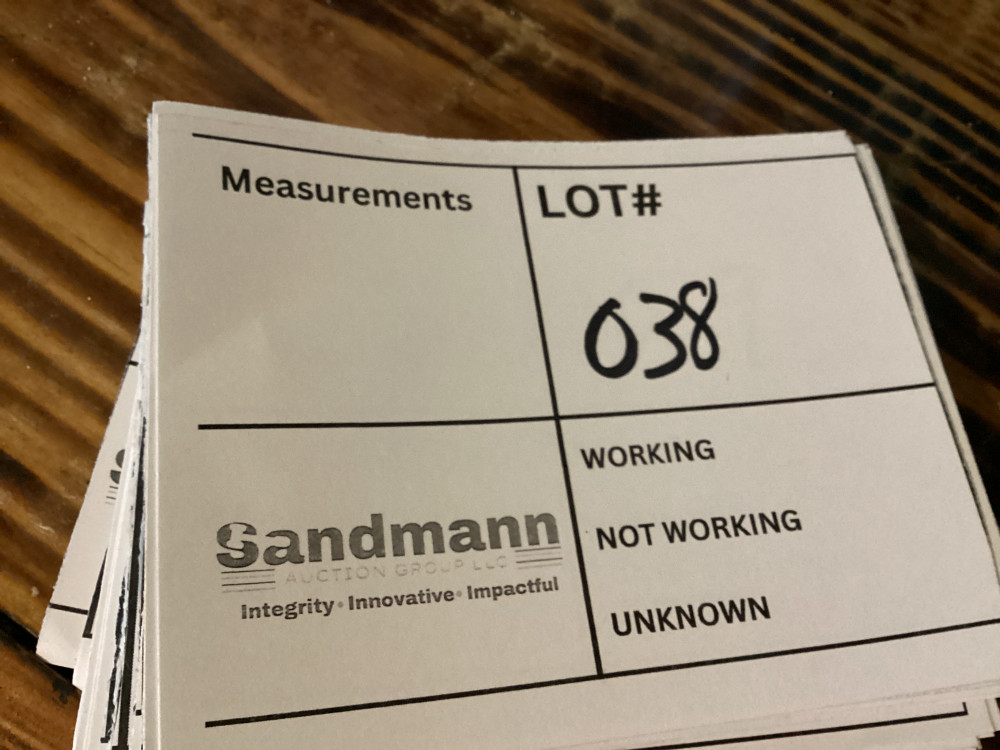 Measurements
LOT#
038
WORKING
NOT WORKING
UNKNOWN
Sandmann
AUCTION GROUP LLC
Integrity • Innovative • Impactful